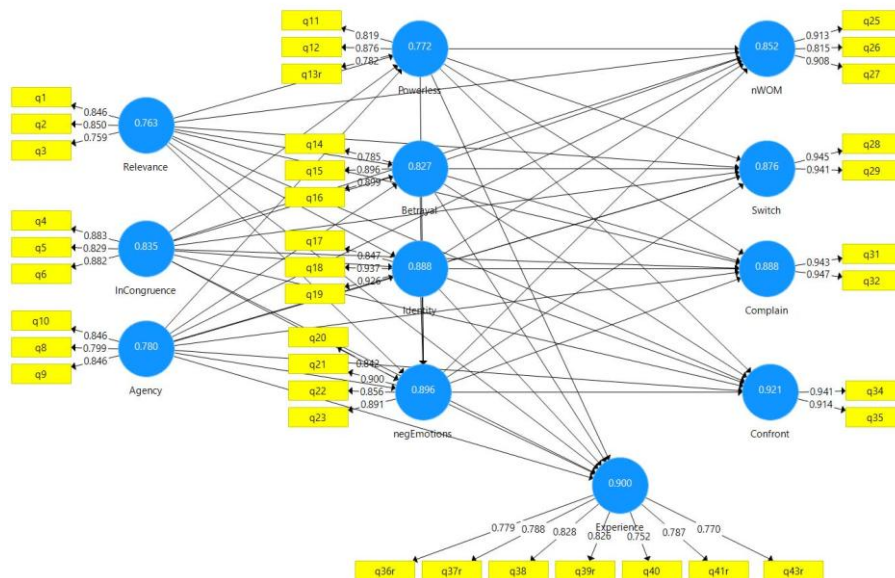 q1
q2
q3
0.846
0.850
0.759
0.763
Relevance
q4
q5
q6
0.883
0.829
0.882
0.835
InCongruence
q10
q8
q9
0.846
0.799
0.846
0.780
Agency
q11
q12
q13r
0.819
0.876
0.782
0.772
Powerless
q14
q15
q16
0.785
0.896
0.899
0.827
Betrayal
q17
q18
q19
0.847
0.937
0.926
0.888
Identity
q20
q21
q22
q23
0.842
0.900
0.856
0.891
0.896
negEmotions
0.852
nWOM
0.913
0.815
0.908
q25
q26
q27
0.876
Switch
0.945
0.941
q28
q29
0.888
Complain
0.943
0.947
q31
q32
0.921
Confront
0.941
0.914
q34
q35
0.900
Experience
0.779
0.788
0.828
0.826
0.752
0.787
0.770
q36r
q37r
q38
q39r
q40
q41r
q43r